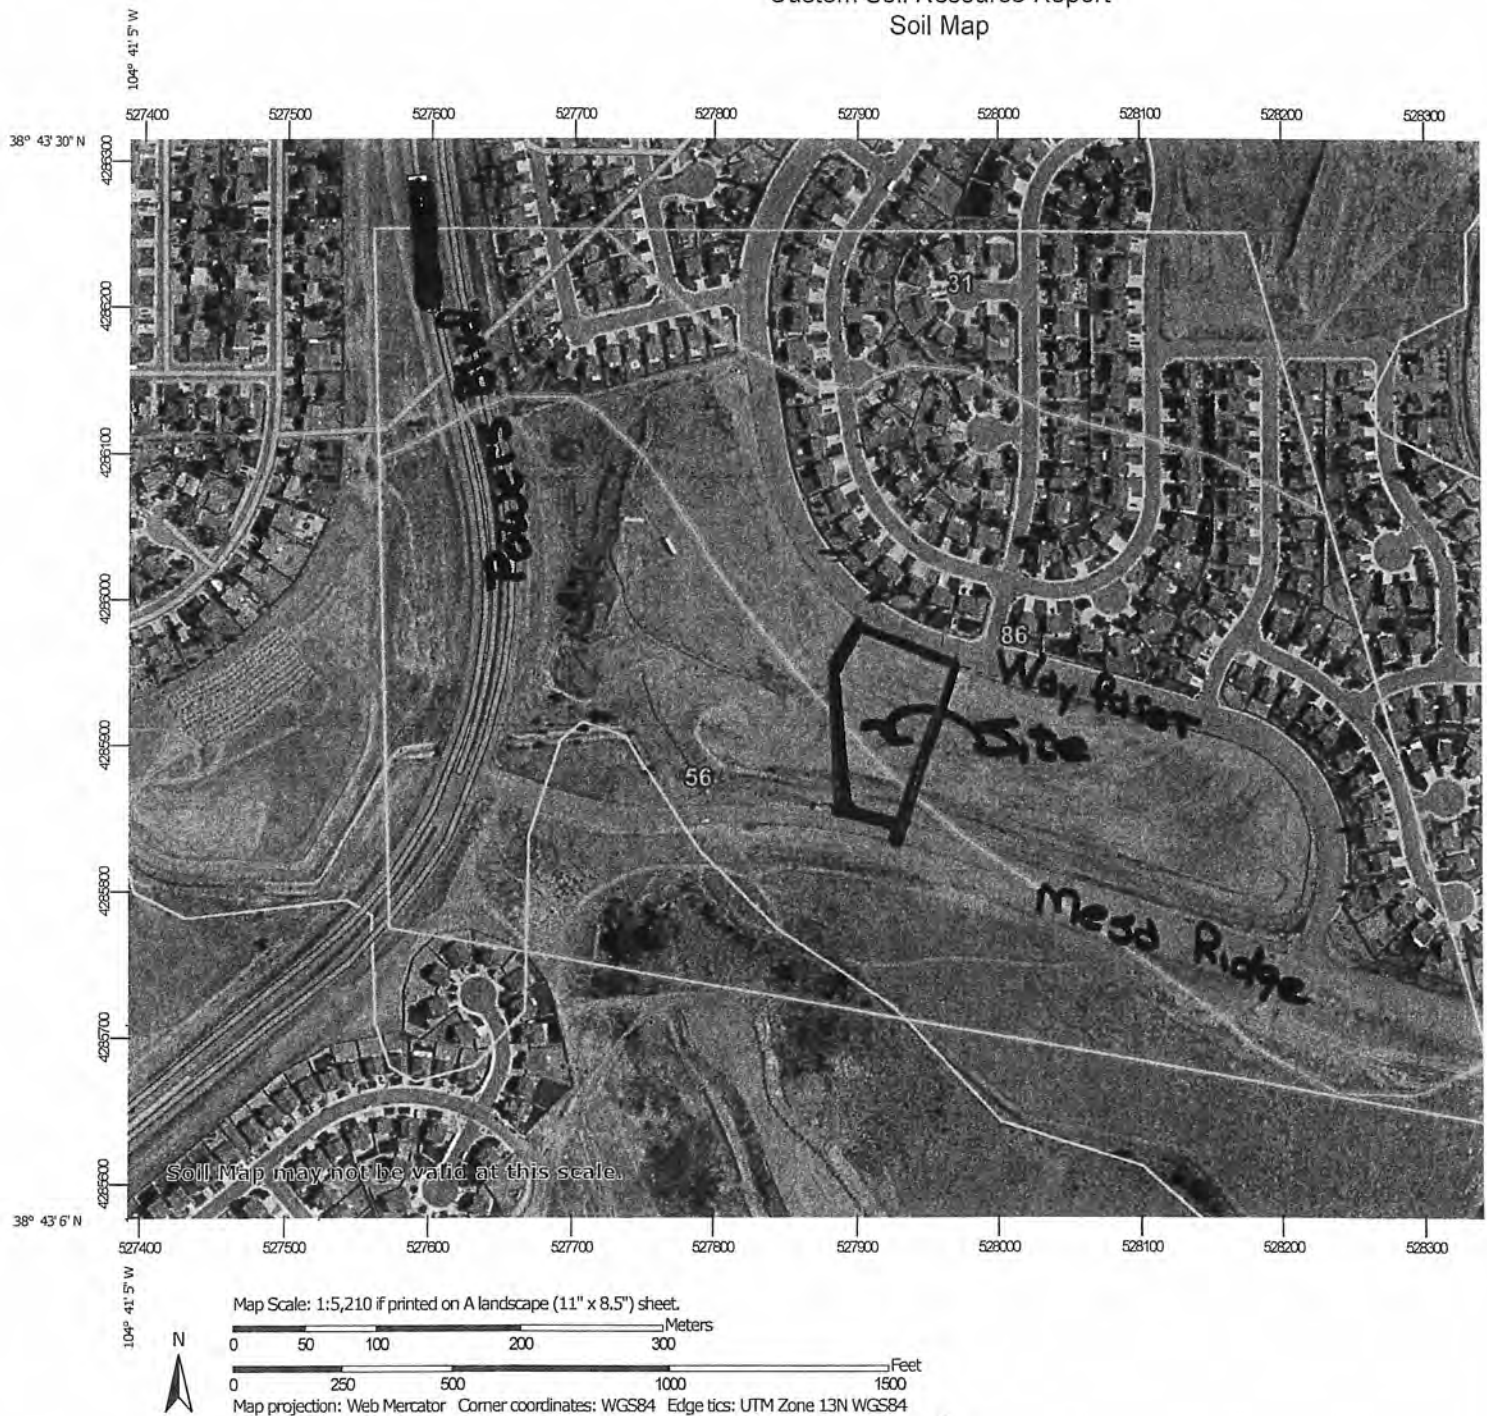 Custom Soil Resource Report
Soil Map
104° 41' 5" W
527400 527500 527600 527700 527800 527900 528000 528100 528200 528300
38° 43' 30" N
4286300
4286200
4286100
4286000
4285900
4285800
4285700
4285600
31
86
56
Powers Blvd
Wayfaser
Site
Mesa Ridge
Soil Map may not be valid at this scale.
38° 43' 6" N
527400 527500 527600 527700 527800 527900 528000 528100 528200 528300
104° 41' 5" W
Map Scale: 1:5,210 if printed on A landscape (11" x 8.5") sheet.
N
Meters
0 50 100 200 300
Feet
0 250 500 1000 1500
Map projection: Web Mercator Corner coordinates: WGS84 Edge tics: UTM Zone 13N WGS84